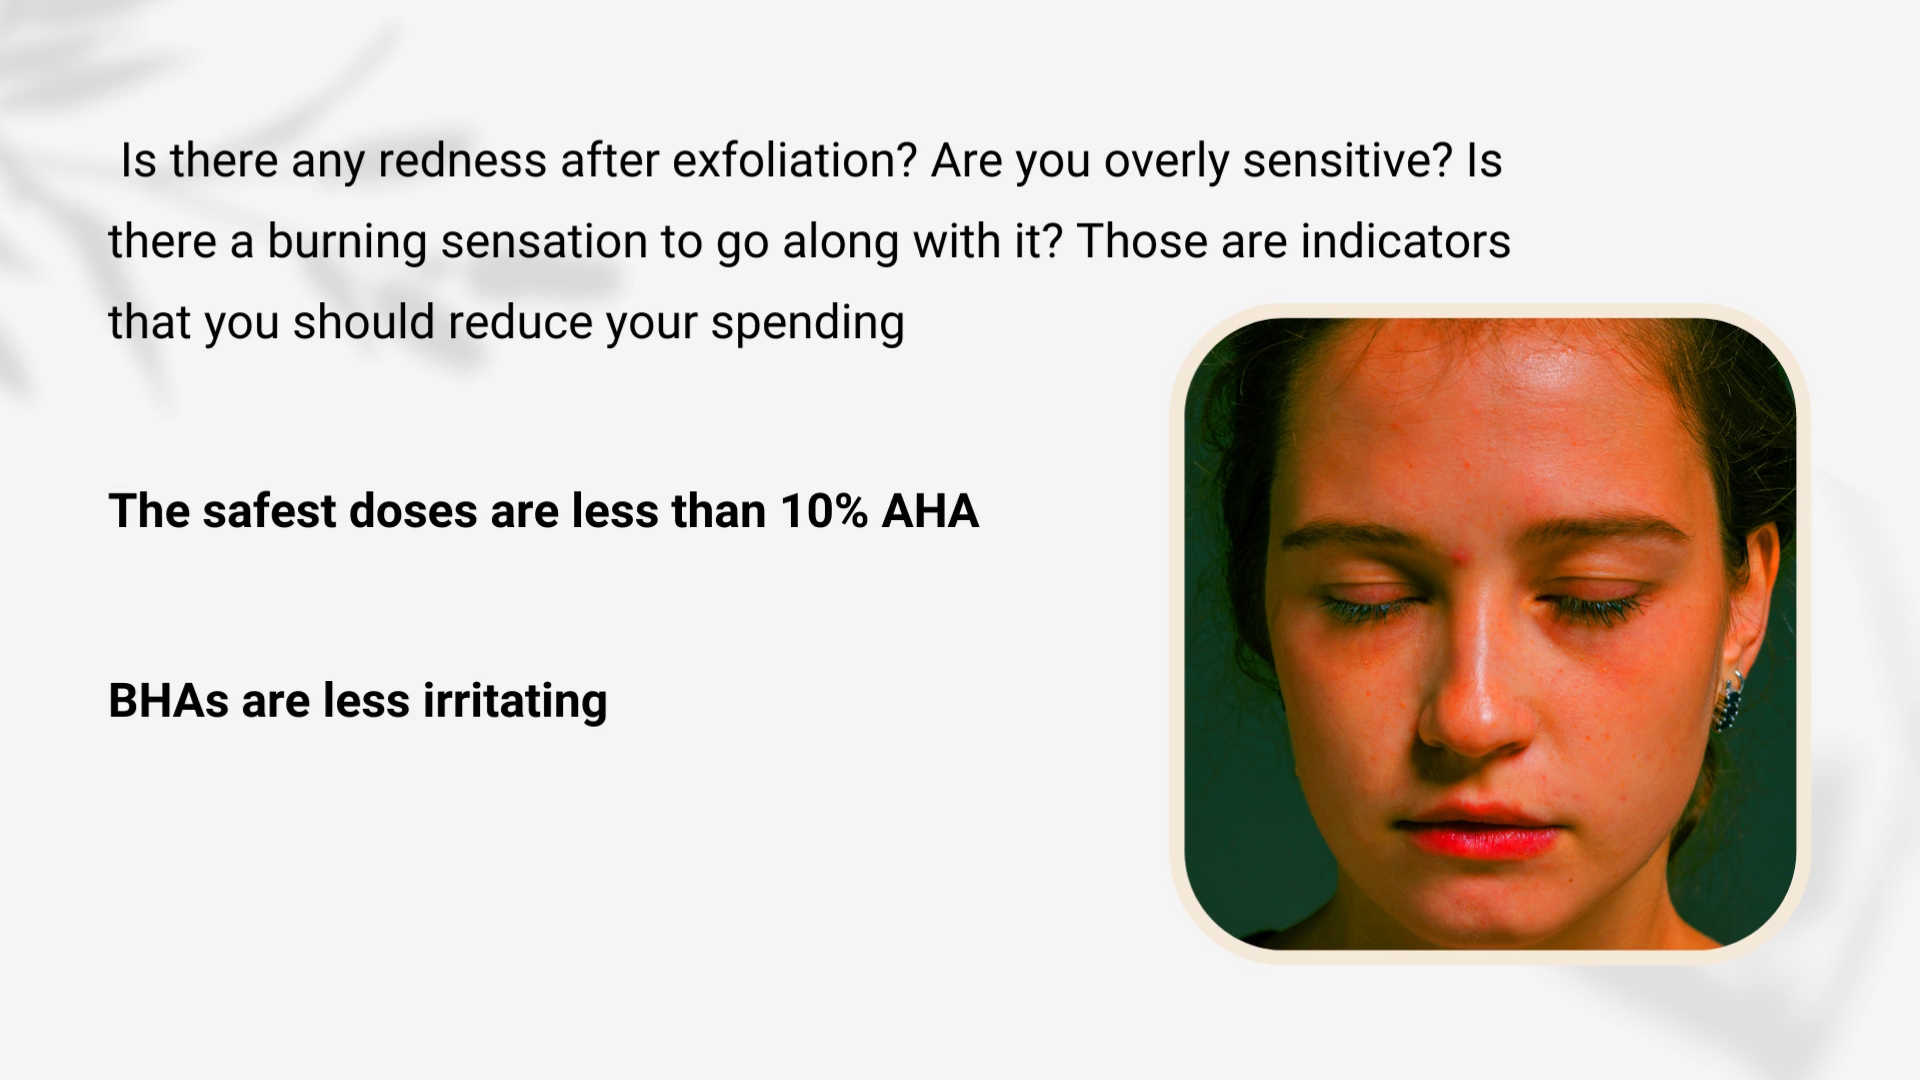 Is there any redness after exfoliation? Are you overly sensitive? Is
there a burning sensation to go along with it? Those are indicators
that you should reduce your spending
The safest doses are less than 10% AHA
BHAs are less irritating